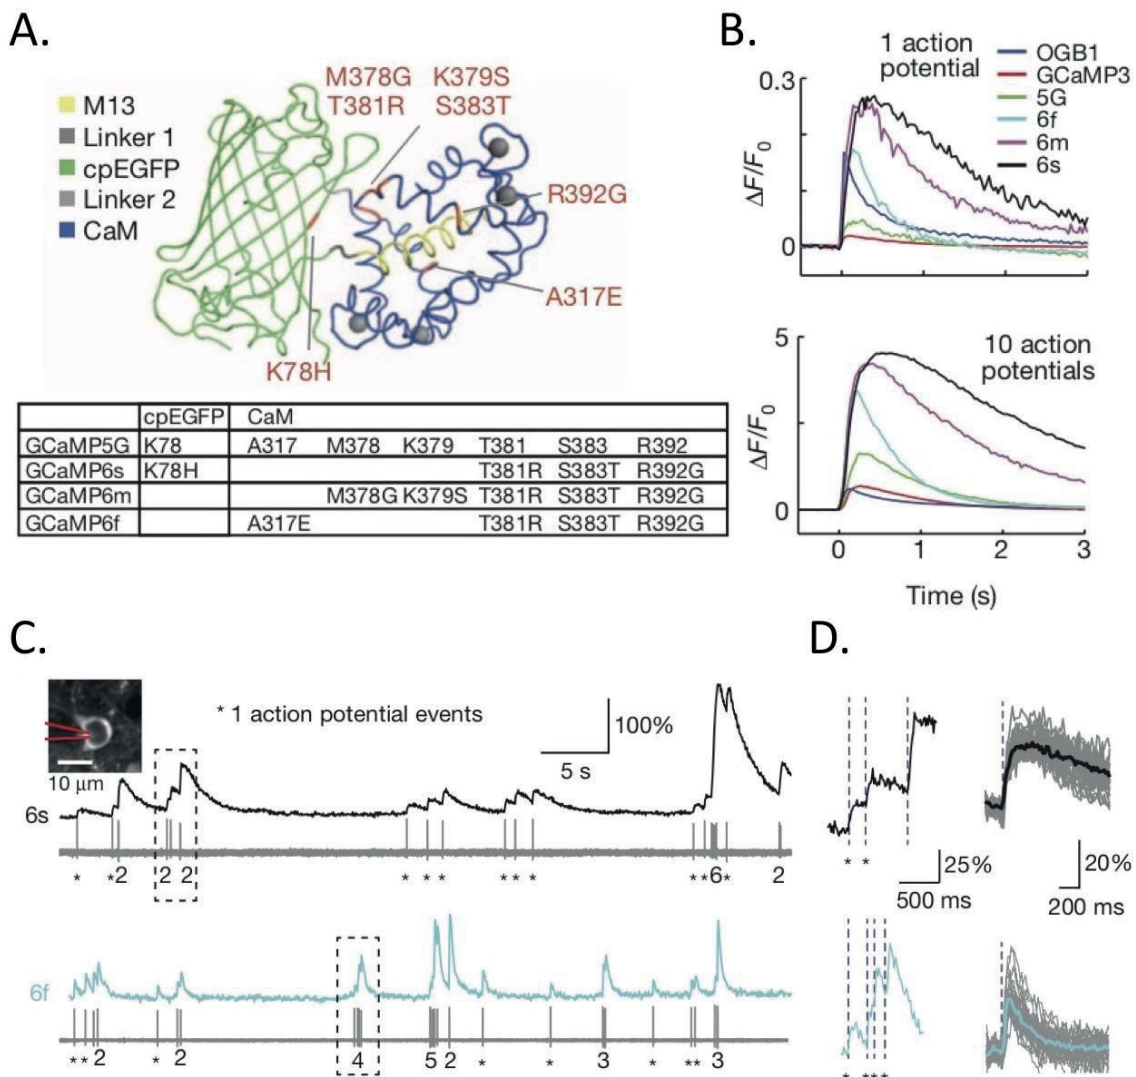 A.
M378G K379S
T381R S383T
M13
Linker 1
cpEGFP
Linker 2
CaM
R392G
A317E
K78H
cpEGFP CaM
GCaMP5G K78 A317 M378 K379 T381 S383 R392
GCaMP6s K78H T381R S383T R392G
GCaMP6m M378G K379S T381R S383T R392G
GCaMP6f A317E T381R S383T R392G
B.
1 action
potential
OGB1
GCaMP3
5G
6f
6m
6s
0.3
ΔF/F0
0
10 action
potentials
5
ΔF/F0
0
0 1 2 3
Time (s)
C.
* 1 action potential events
100%
5 s
10 μm
6s
* *2 2 2 * * * * * * **6* 2
6f
**2 * 2 4 5 2 * * 3 * ** 3
D.
* *
25%
500 ms
20%
200 ms
* ** *